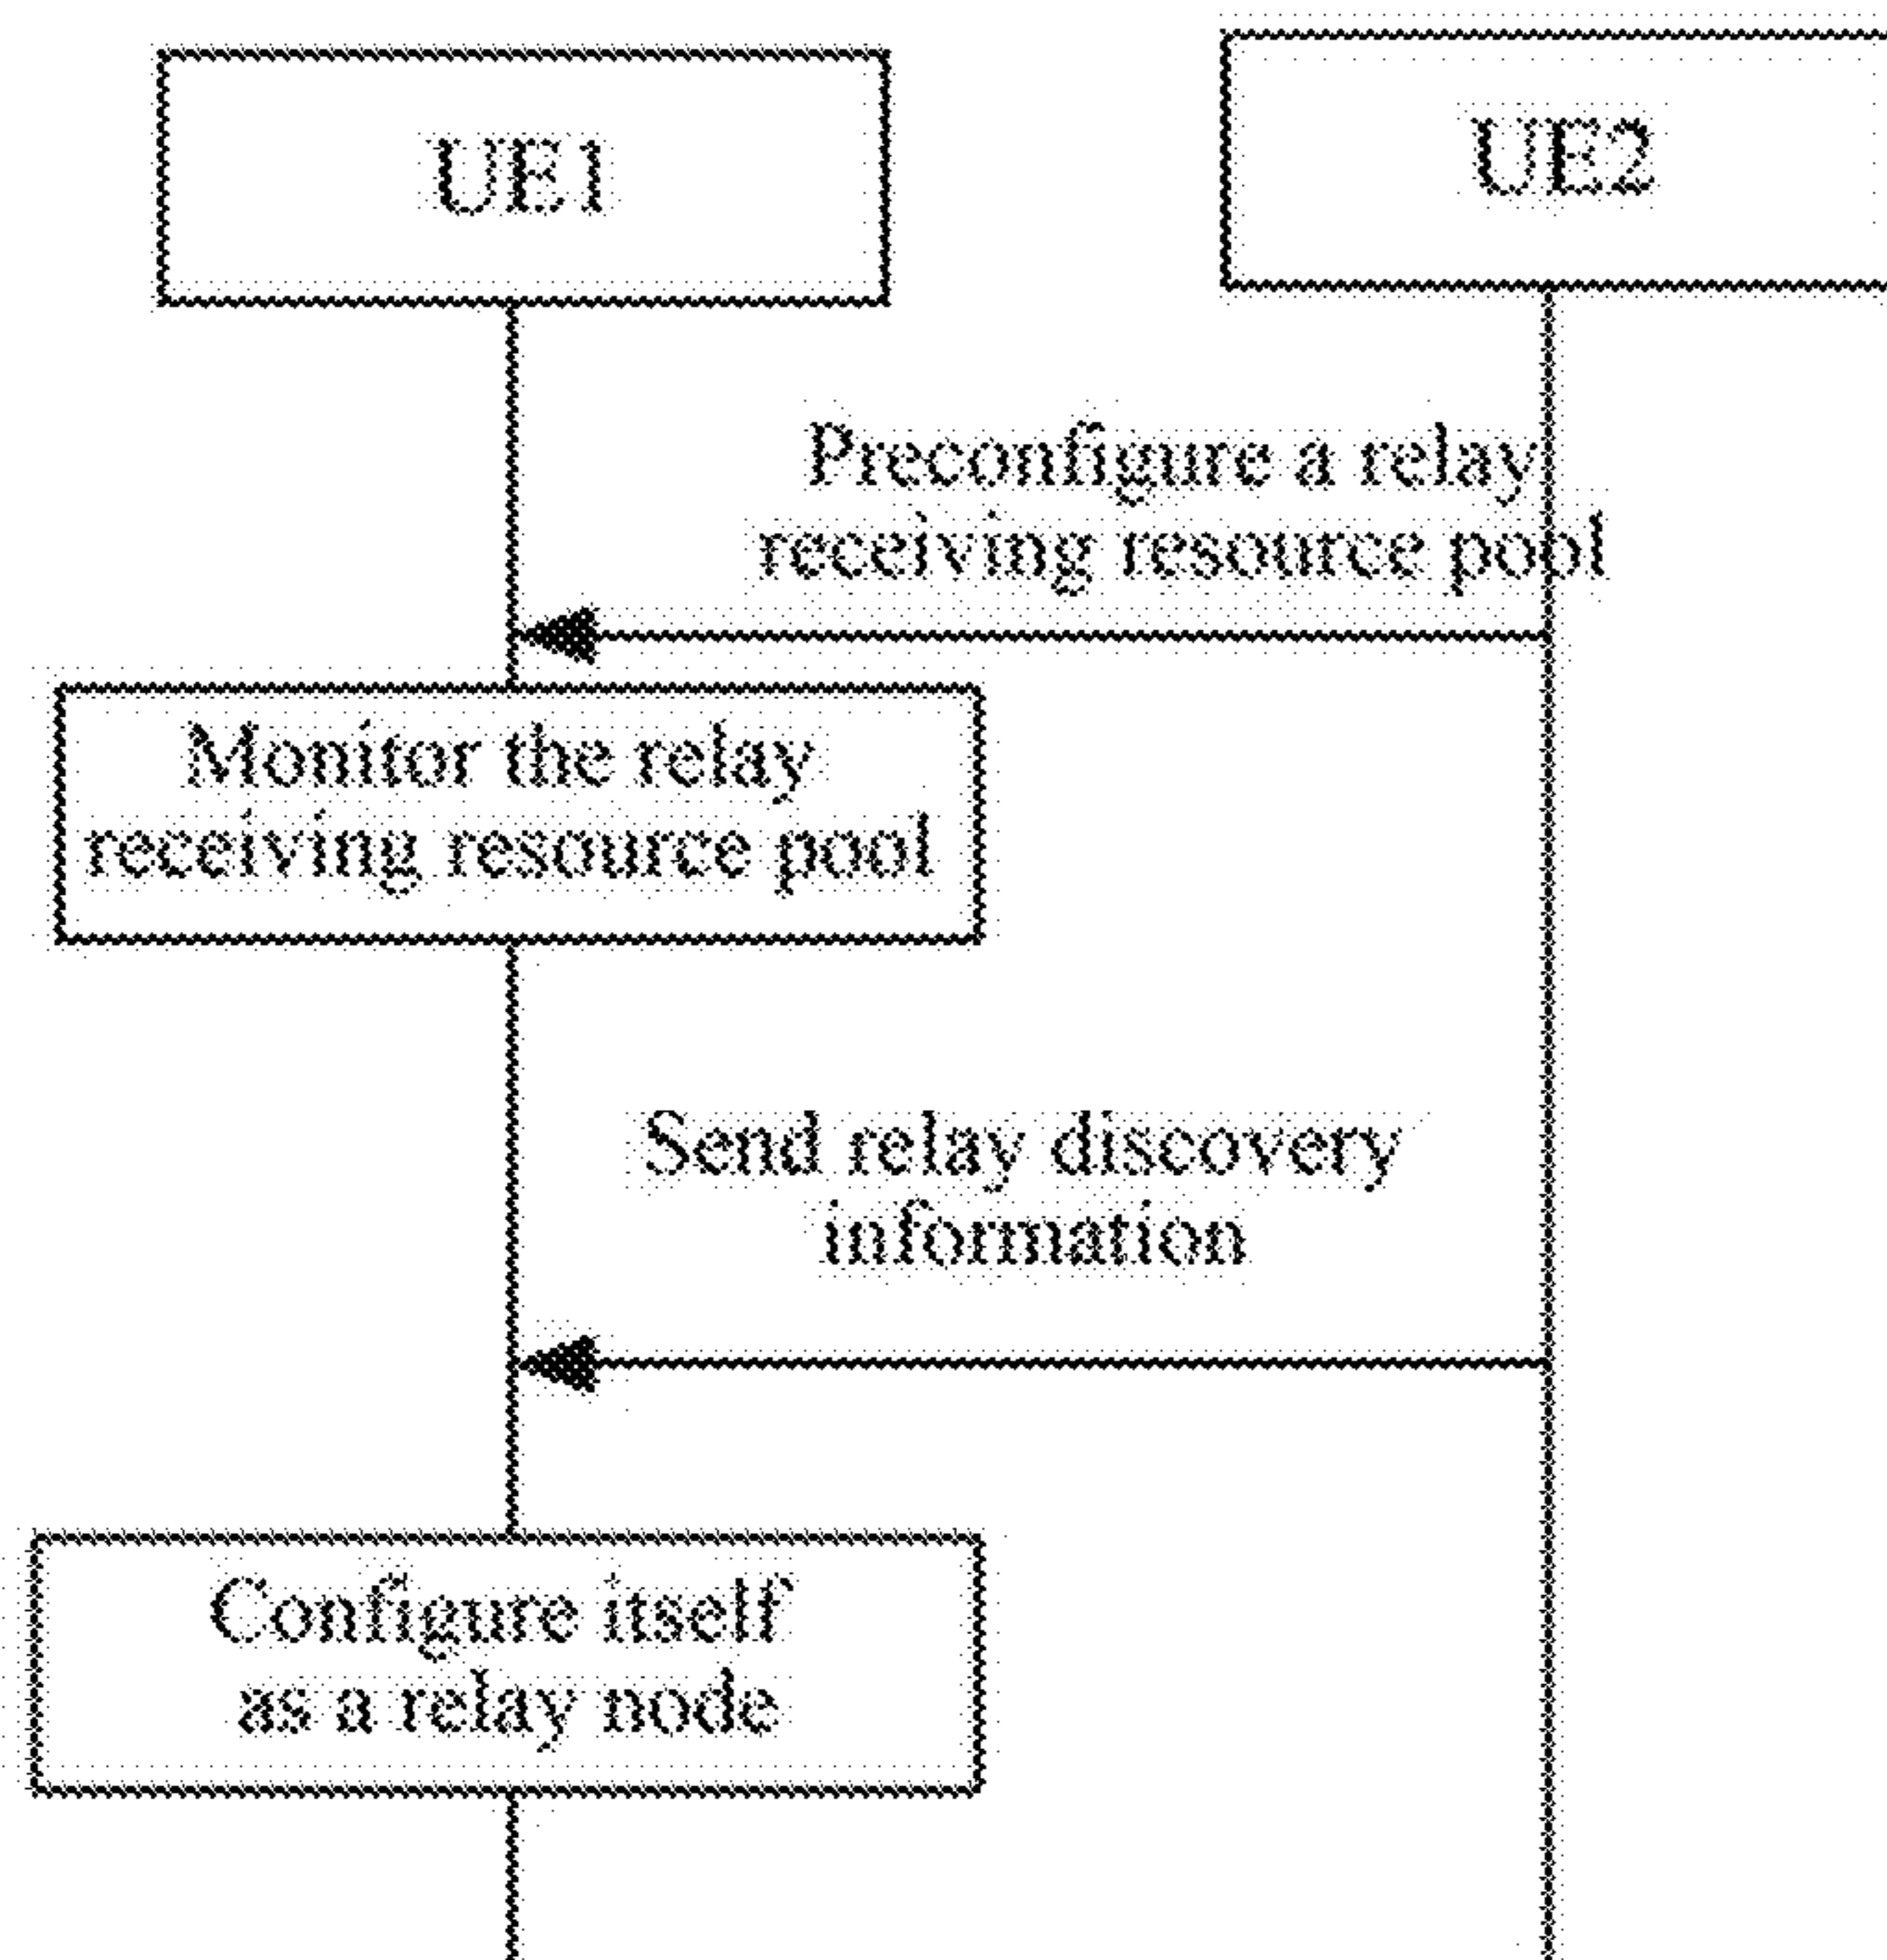 UE1
UE2
Preconfigure a relay
receiving resource pool
Monitor the relay
receiving resource pool
Send relay discovery
information
Configure itself
as a relay node